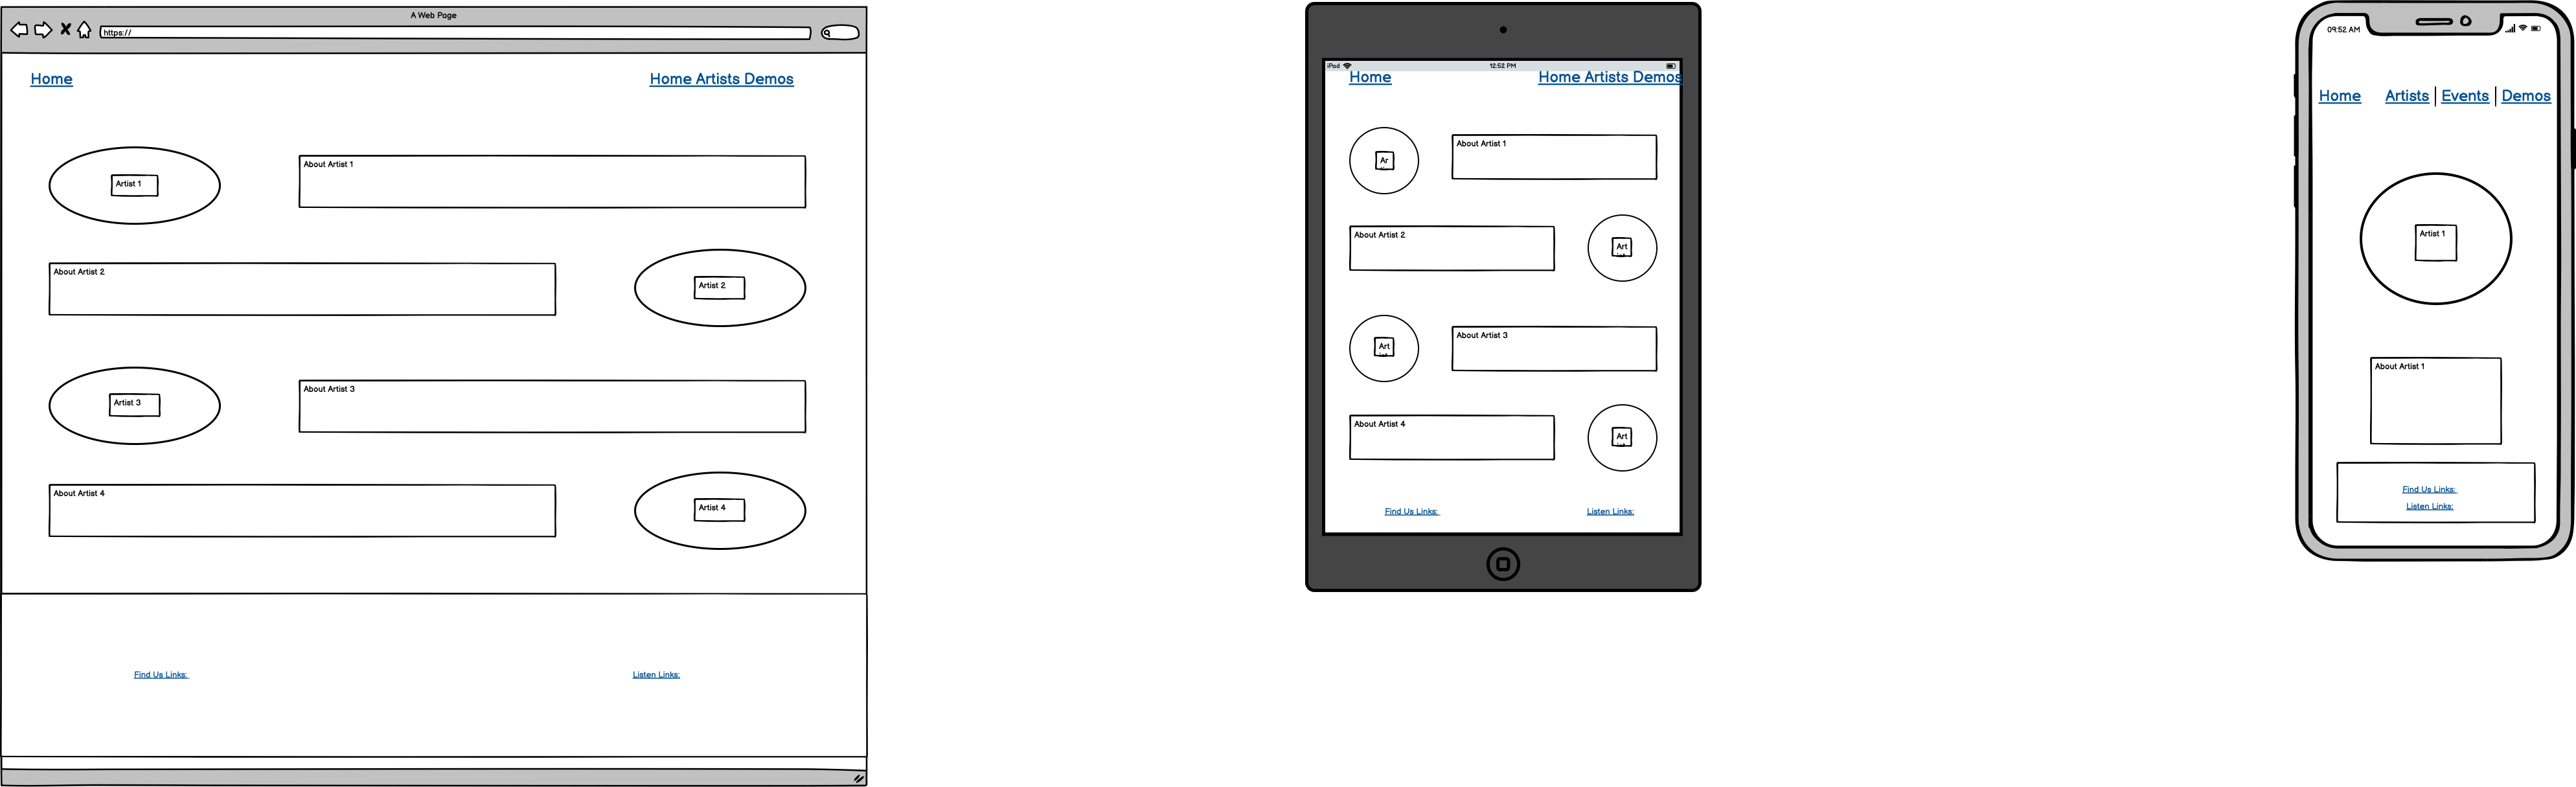 A Web Page
https://
Home
Home Artists Demos
Artist 1
About Artist 1
About Artist 2
Artist 2
Artist 3
About Artist 3
About Artist 4
Artist 4
Find Us Links:
Listen Links:
iPod
12:52 PM
Home
Home Artists Demos
Ar
About Artist 1
About Artist 2
Art
Art
About Artist 3
About Artist 4
Art
Find Us Links:
Listen Links:
09:52 AM
Home
Artists
Events
Demos
Artist 1
About Artist 1
Find Us Links:
Listen Links: